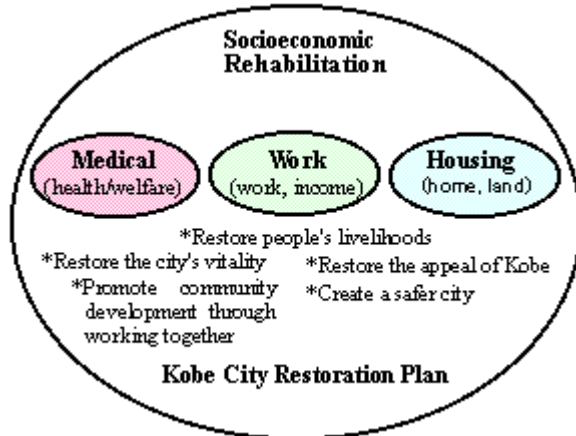 Socioeconomic
Rehabilitation
Medical
(health/welfare)
Work
(work, income)
Housing
(home, land)
*Restore people's livelihoods
*Restore the city's vitality
*Restore the appeal of Kobe
*Promote community
development through
working together
*Create a safer city
Kobe City Restoration Plan